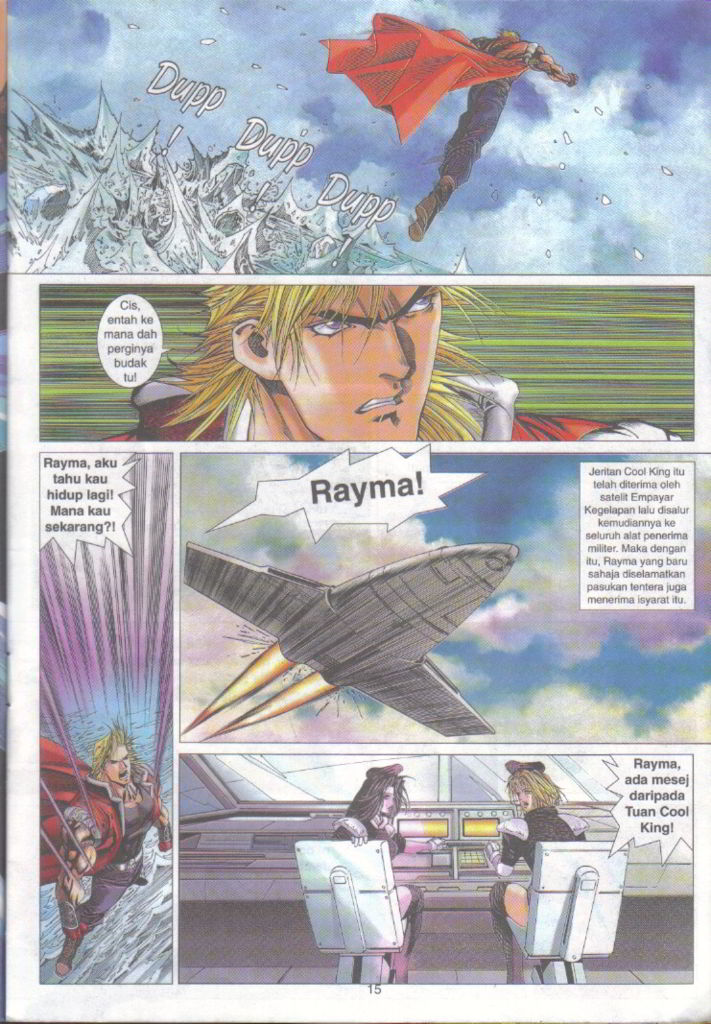 Dupp
!
Dupp
!
Dupp
!
Cis,
entah ke
mana dah
perginya
budak
tu!
Rayma, aku
tahu kau
hidup lagi!
Mana kau
sekarang?!
Rayma!
Jeritan Cool King itu
telah diterima oleh
satelit Empayar
Kegelapan lalu disalur
kemudiannya ke
seluruh alat penerima
militer. Maka dengan
itu, Rayma yang baru
sahaja diselamatkan
pasukan tentera juga
menerima isyarat itu.
Rayma,
ada mesej
daripada
Tuan Cool
King!
15